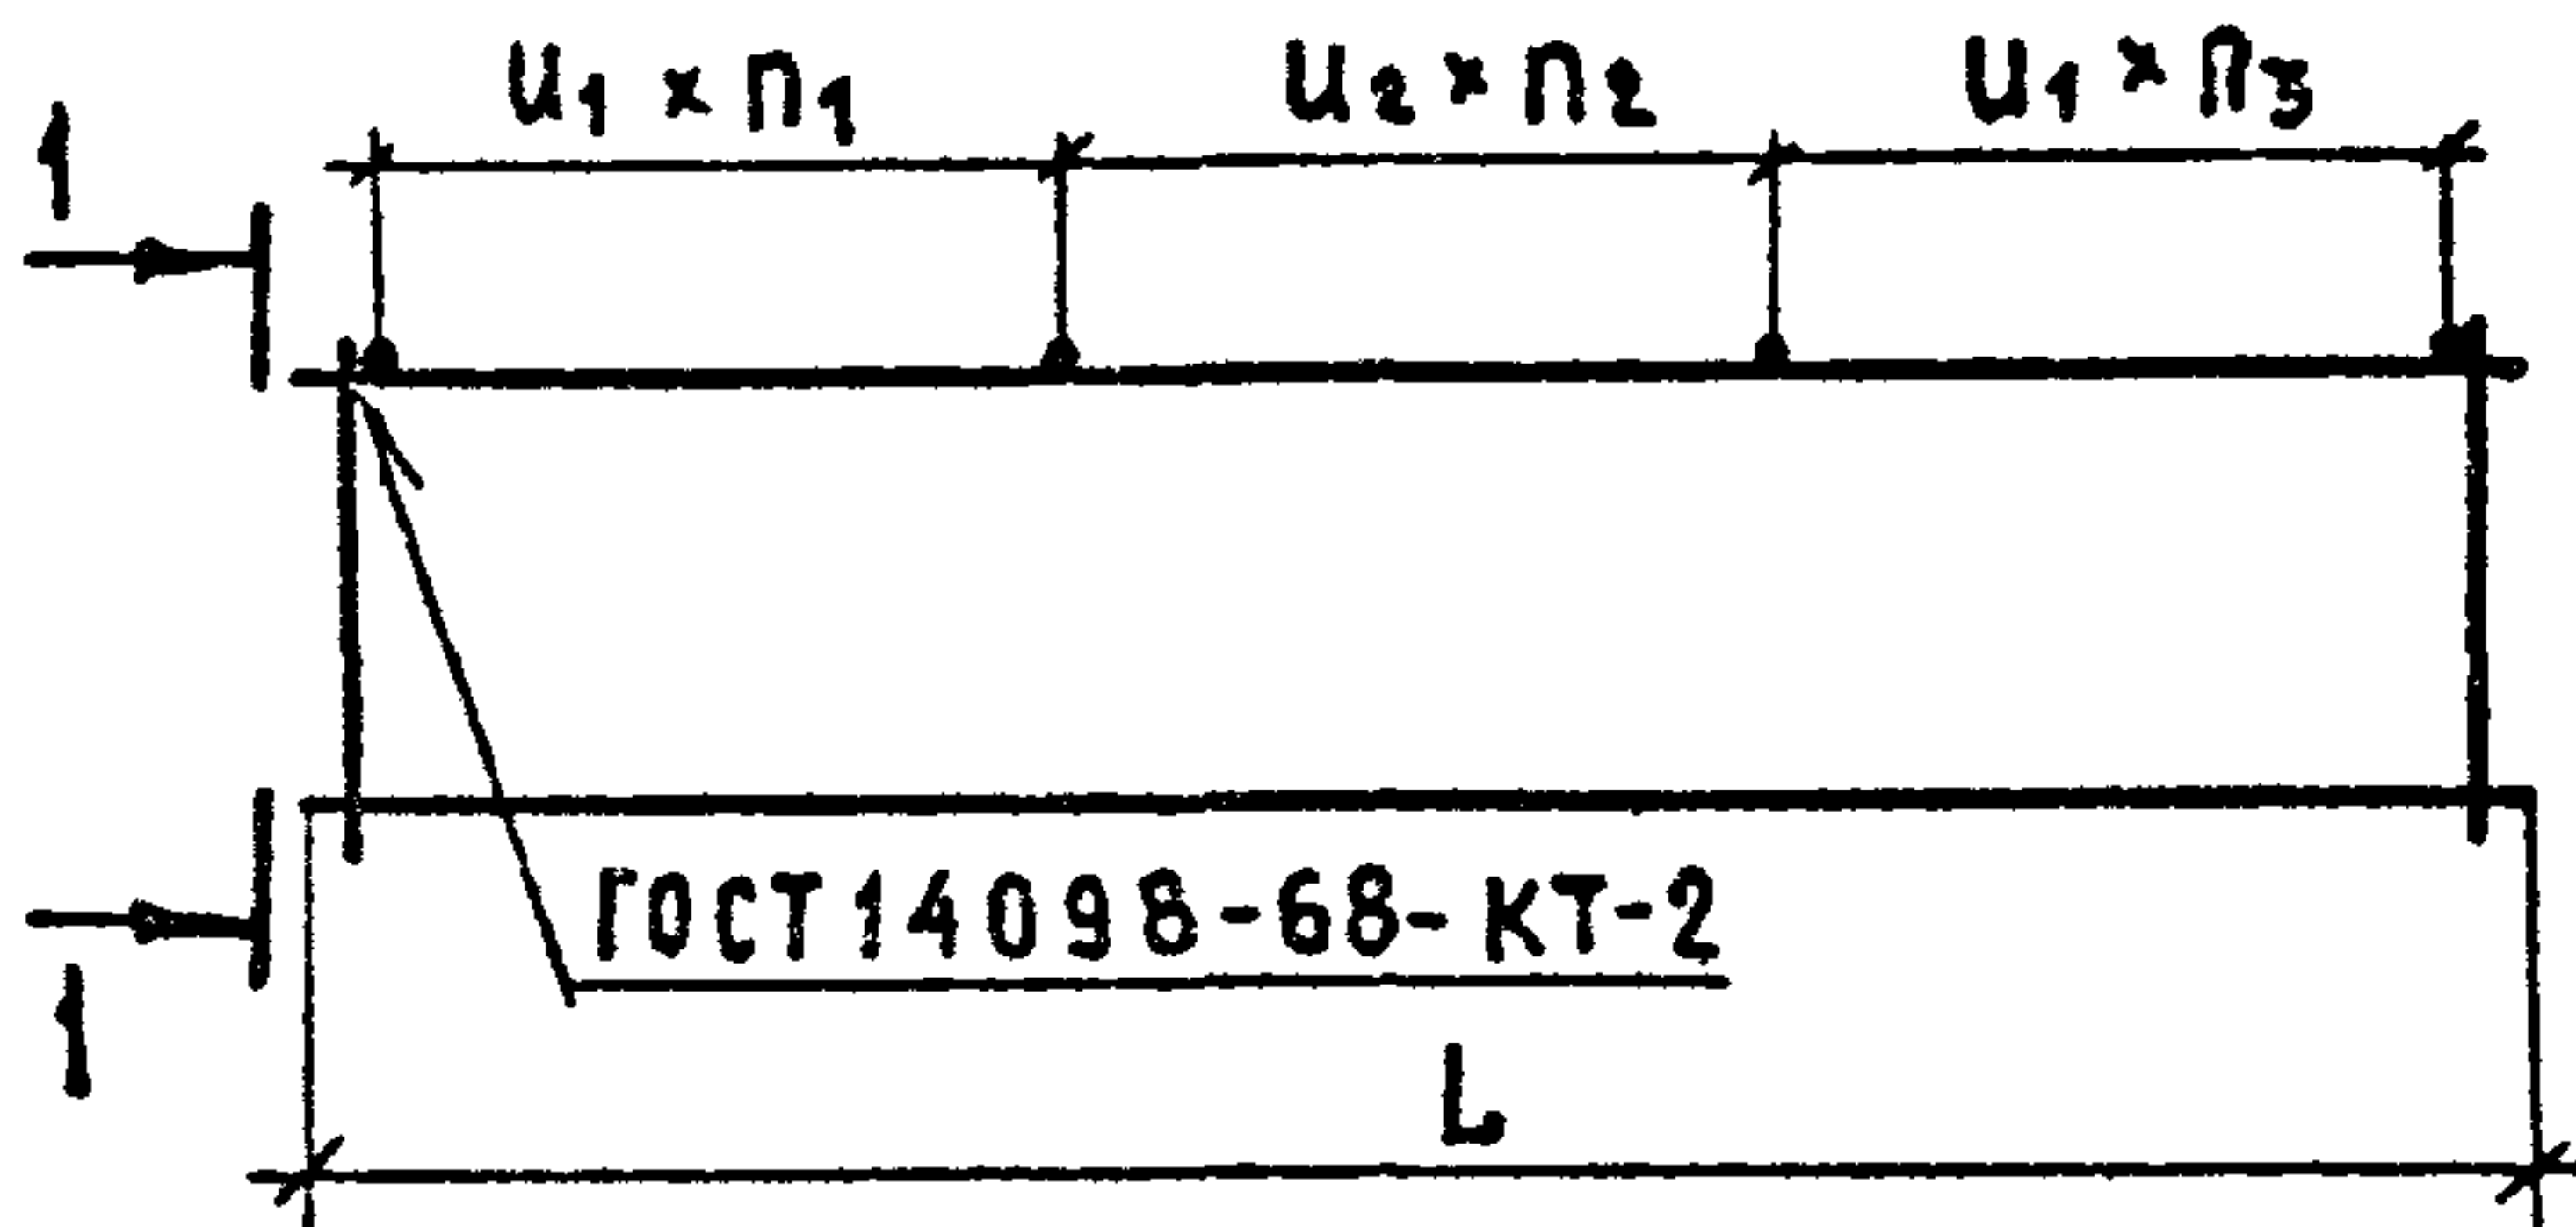 u₁ × n₁ u₂ × n₂ u₁ × n₃
1
ГОСТ 14098-68-КТ-2
1
L